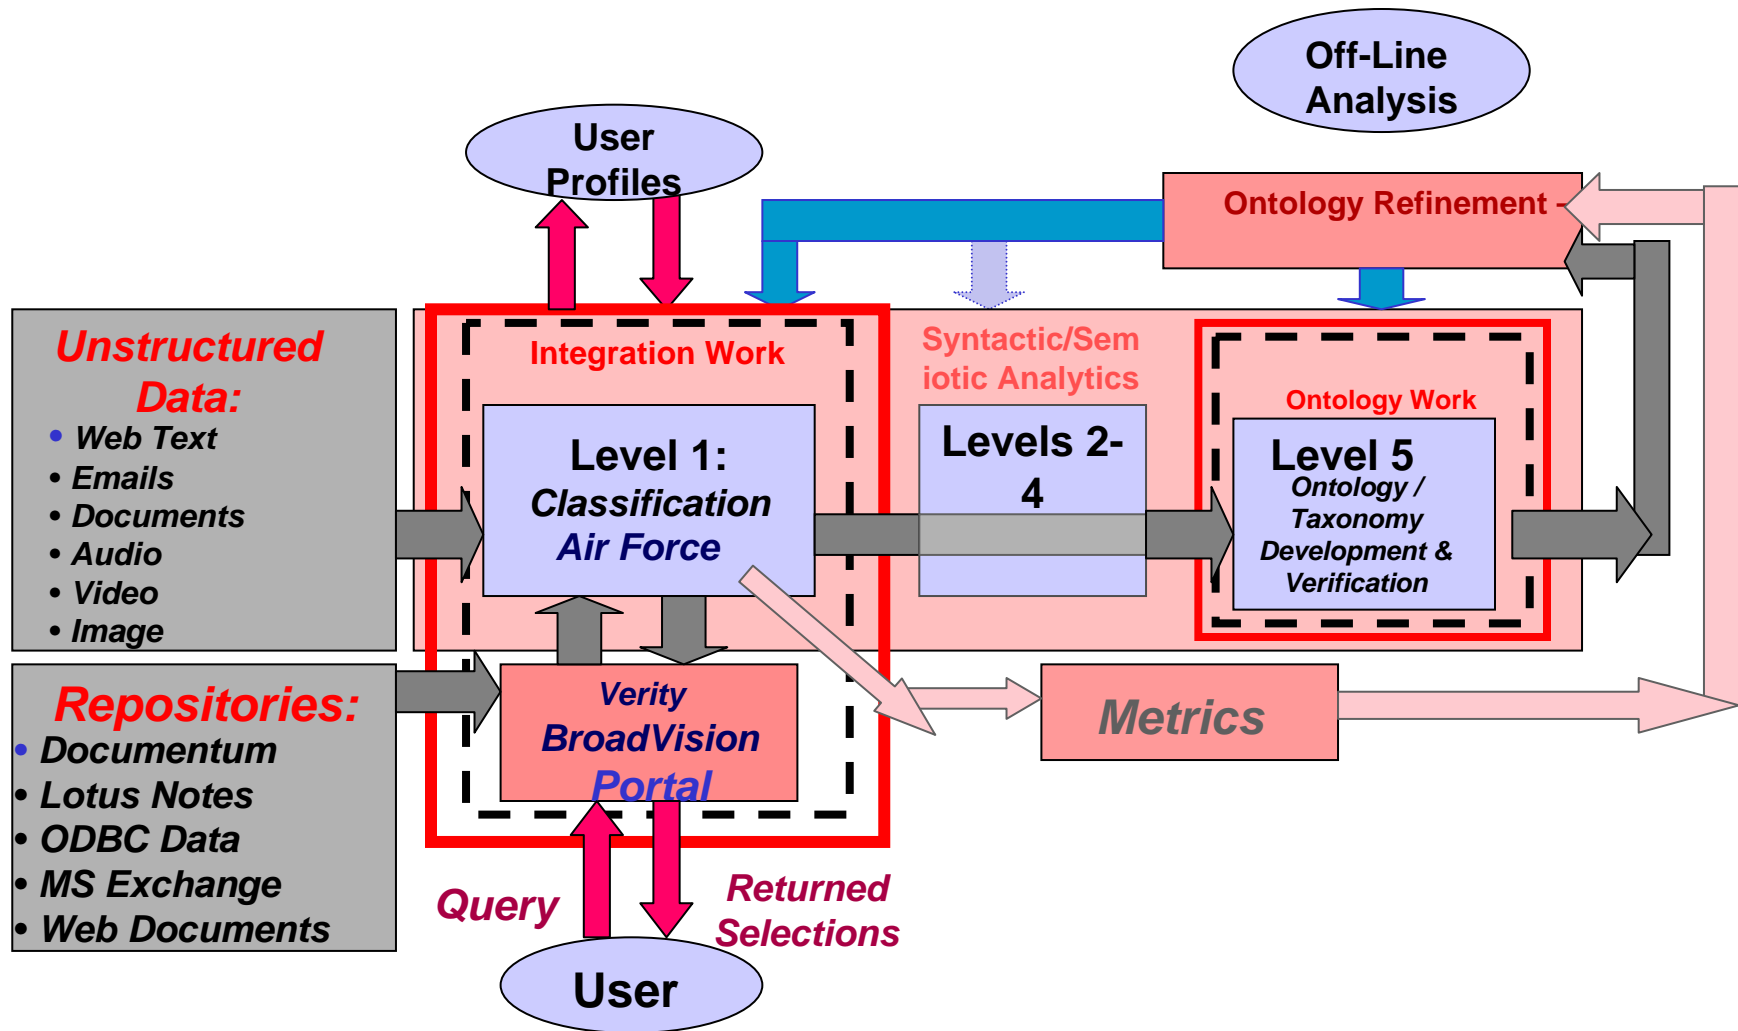 Off-Line
Analysis
User
Profiles
Ontology Refinement -
Unstructured
Data:
• Web Text
• Emails
• Documents
• Audio
• Video
• Image
Integration Work
Level 1:
Classification
Air Force
Syntactic/Sem
iotic Analytics
Levels 2-
4
Ontology Work
Level 5
Ontology /
Taxonomy
Development &
Verification
Repositories:
• Documentum
• Lotus Notes
• ODBC Data
• MS Exchange
• Web Documents
Verity
BroadVision
Portal
Metrics
Query
Returned
Selections
User